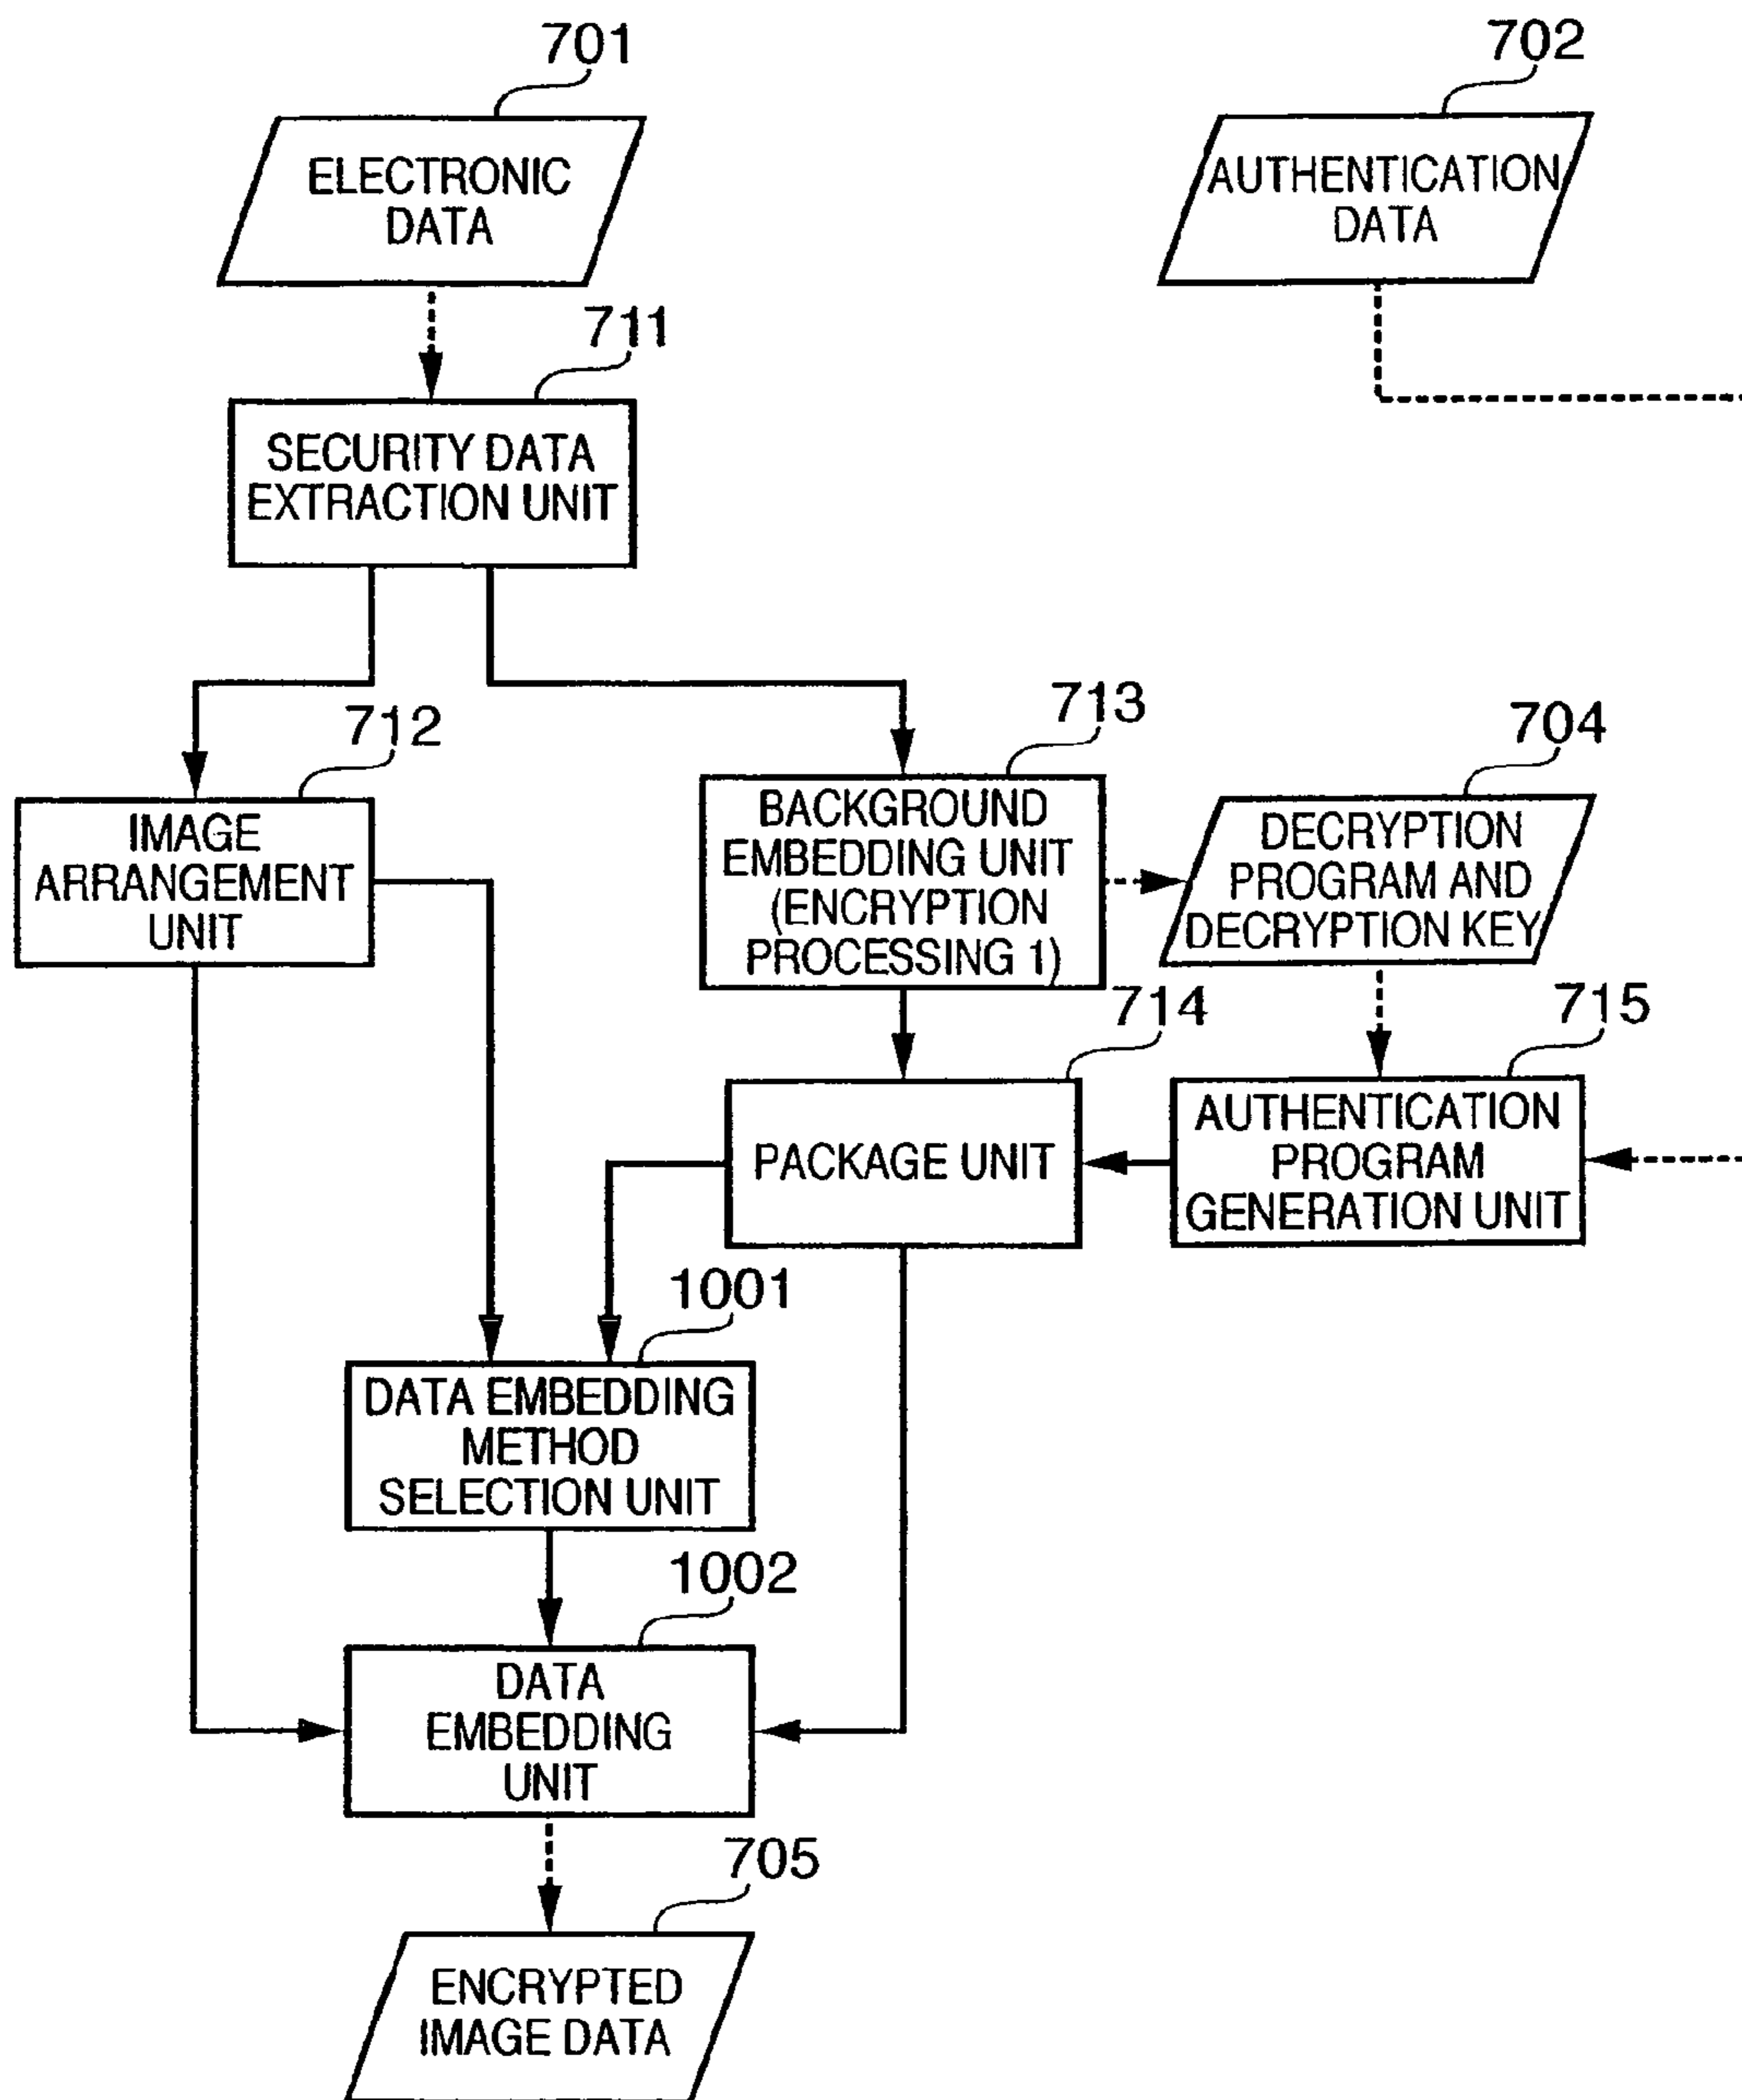 701
702
ELECTRONIC
DATA
AUTHENTICATION
DATA
711
SECURITY DATA
EXTRACTION UNIT
712
713
704
IMAGE
ARRANGEMENT
UNIT
BACKGROUND
EMBEDDING UNIT
(ENCRYPTION
PROCESSING 1)
DECRYPTION
PROGRAM AND
DECRYPTION KEY
714
715
PACKAGE UNIT
AUTHENTICATION
PROGRAM
GENERATION UNIT
1001
DATA EMBEDDING
METHOD
SELECTION UNIT
1002
DATA
EMBEDDING
UNIT
705
ENCRYPTED
IMAGE DATA